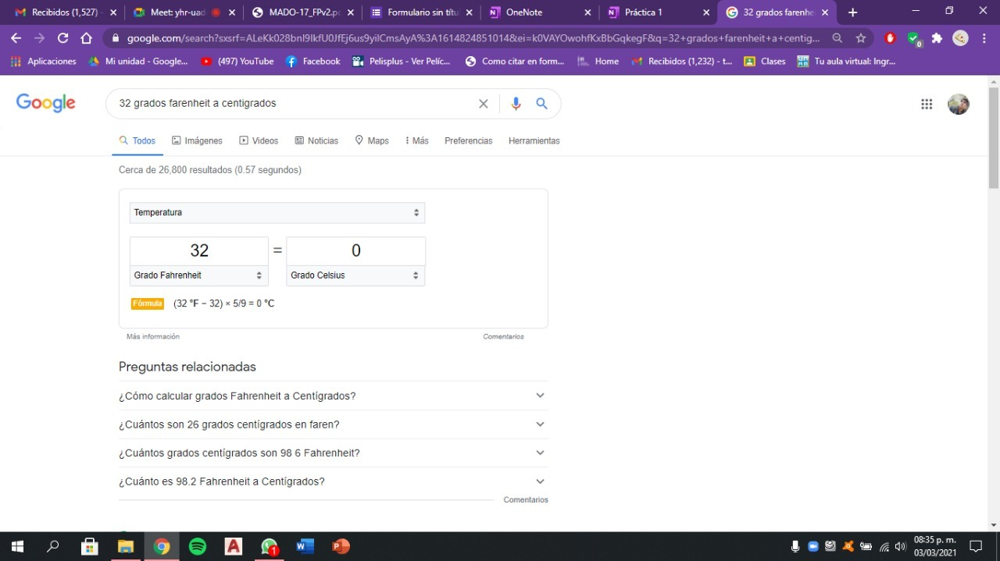 Recibidos (1,527) -
Meet: yhr-uad
MADO-17_FPv2.pd
Formulario sin títu
OneNote
Práctica 1
32 grados farenhe
google.com/search?sxsrf=ALeKk028bnl9IkfU0JfEj6us9yilCmsAyA%3A1614824851014&ei=k0VAYOwohfKxBbGqkegF&q=32+grados+farenheit+a+centig...
0
Aplicaciones
Mi unidad - Google...
(497) YouTube
Facebook
Pelisplus - Ver Pelíc...
Como citar en form...
Home
Recibidos (1,232) - t...
Clases
Tu aula virtual: Ingr...
Google
32 grados farenheit a centigrados
Todos
Imágenes
Videos
Noticias
Maps
Más
Preferencias
Herramientas
Cerca de 26,800 resultados (0.57 segundos)
Temperatura
32 = 0
Grado Fahrenheit
Grado Celsius
Fórmula (32 °F − 32) × 5/9 = 0 °C
Más información
Comentarios
Preguntas relacionadas
¿Cómo calcular grados Fahrenheit a Centígrados?
¿Cuántos son 26 grados centígrados en faren?
¿Cuántos grados centígrados son 98 6 Fahrenheit?
¿Cuánto es 98.2 Fahrenheit a Centígrados?
Comentarios
1
08:35 p. m.
03/03/2021